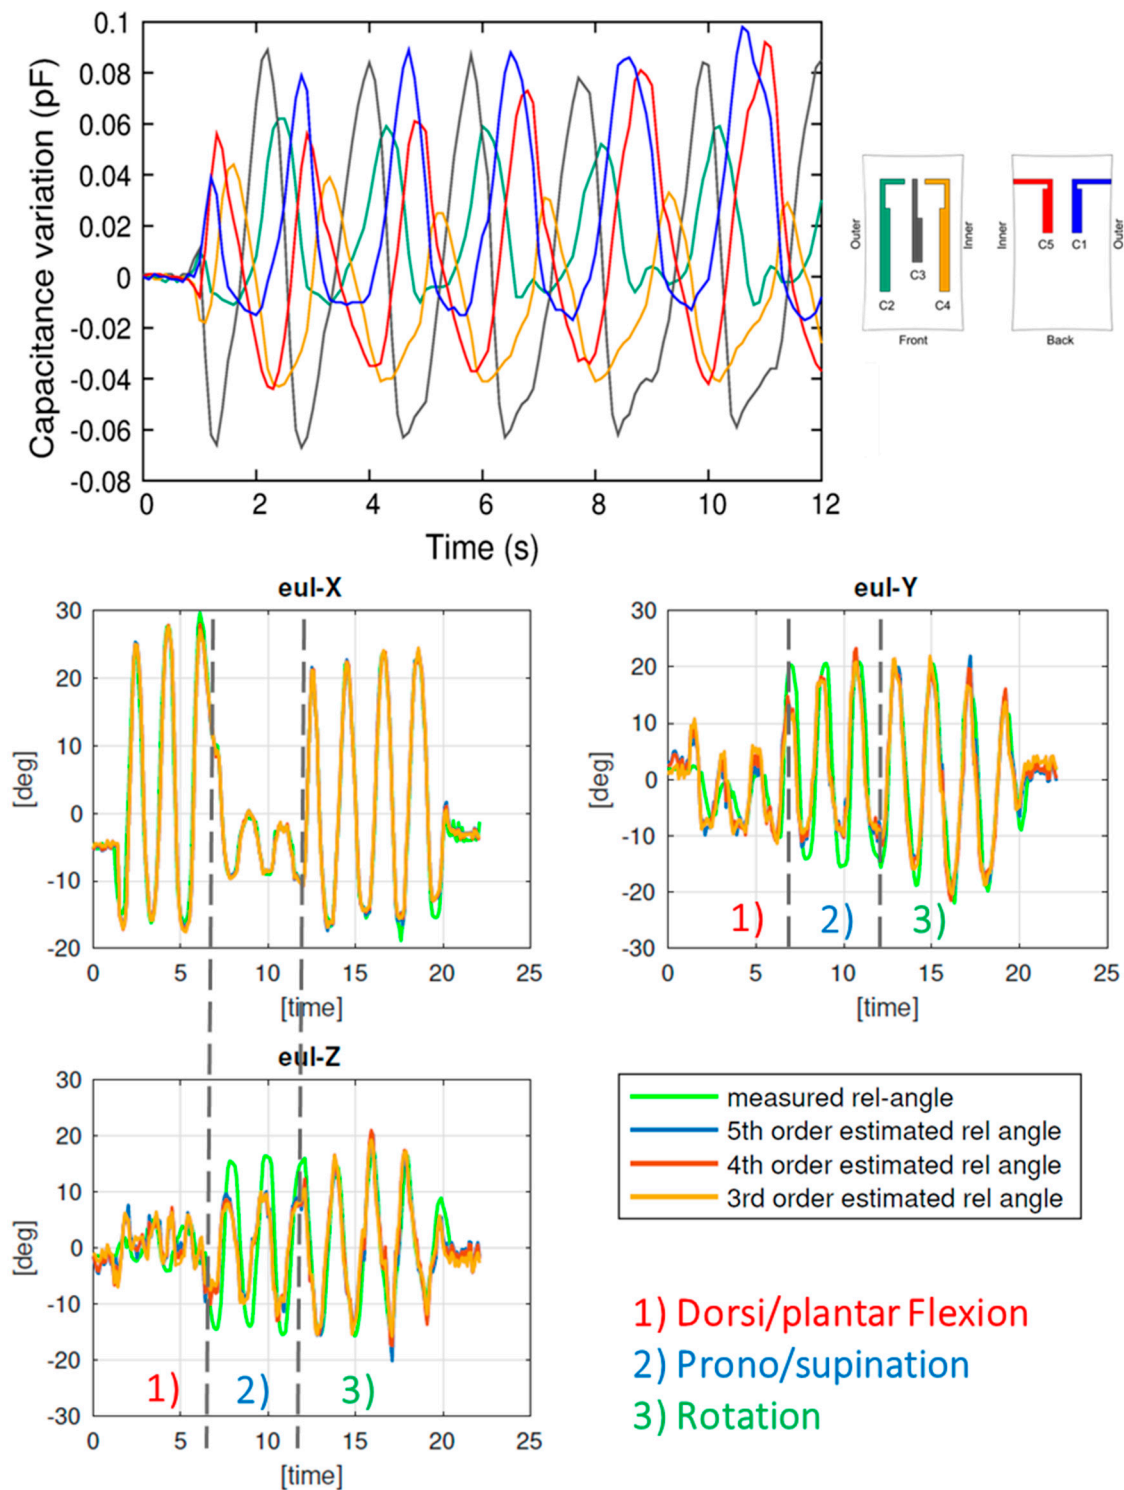 0.1
0.08
0.06
0.04
0.02
0
-0.02
-0.04
-0.06
-0.08
Capacitance variation (pF)
0 2 4 6 8 10 12
Time (s)
Outer
C2
C3
C4
Inner
Front
Inner
C5
C1
Outer
Back
eul-X
30
20
10
0
-10
-20
[deg]
0 5 10 15 20 25
[time]
eul-Y
30
20
10
0
-10
-20
-30
[deg]
1) 2) 3)
0 5 10 15 20 25
[time]
eul-Z
30
20
10
0
-10
-20
-30
[deg]
1) 2) 3)
0 5 10 15 20 25
[time]
measured rel-angle
5th order estimated rel angle
4th order estimated rel angle
3rd order estimated rel angle
1) Dorsi/plantar Flexion
2) Prono/supination
3) Rotation